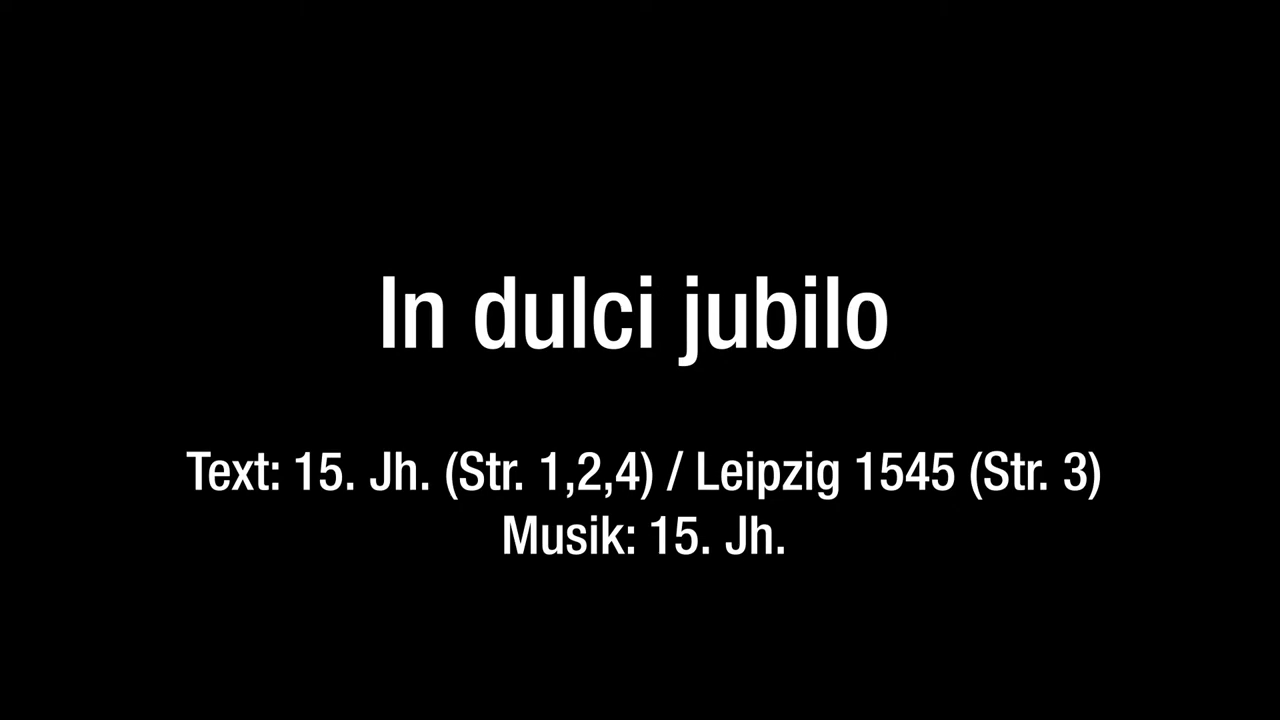 In dulci jubilo
Text: 15. Jh. (Str. 1,2,4) / Leipzig 1545 (Str. 3)
Musik: 15. Jh.